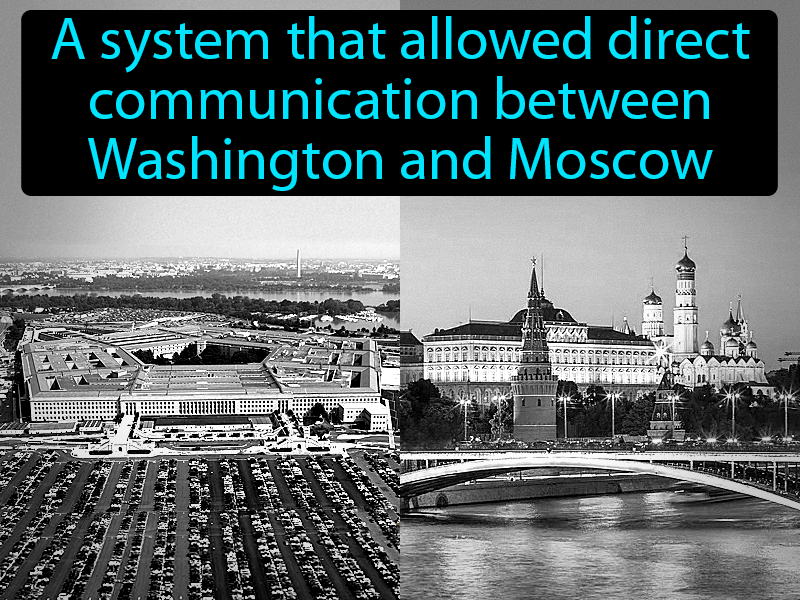 A system that allowed direct
communication between
Washington and Moscow